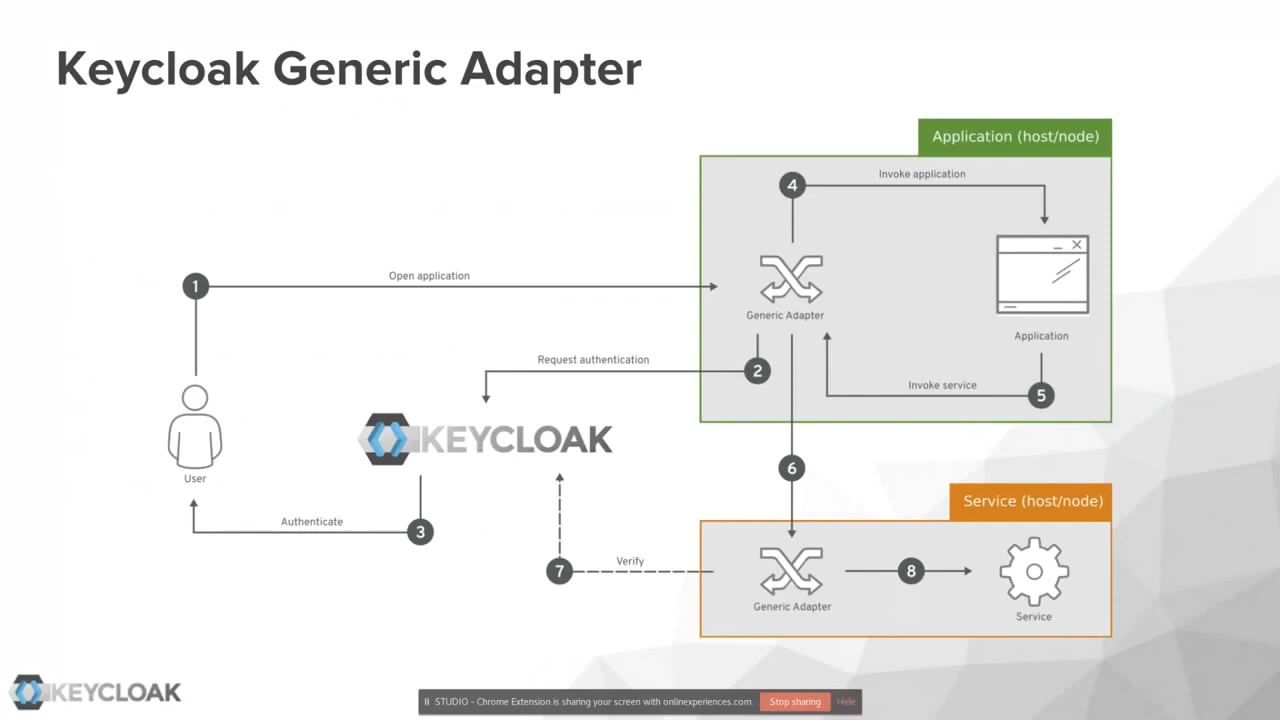 Keycloak Generic Adapter
Application (host/node)
4
Invoke application
1
Open application
Generic Adapter
Application
Request authentication
2
Invoke service
5
KEYCLOAK
User
6
Service (host/node)
Authenticate
3
7
Verify
8
Generic Adapter
Service
KEYCLOAK
STUDIO - Chrome Extension is sharing your screen with onlinexperiences.com. Stop sharing Hide